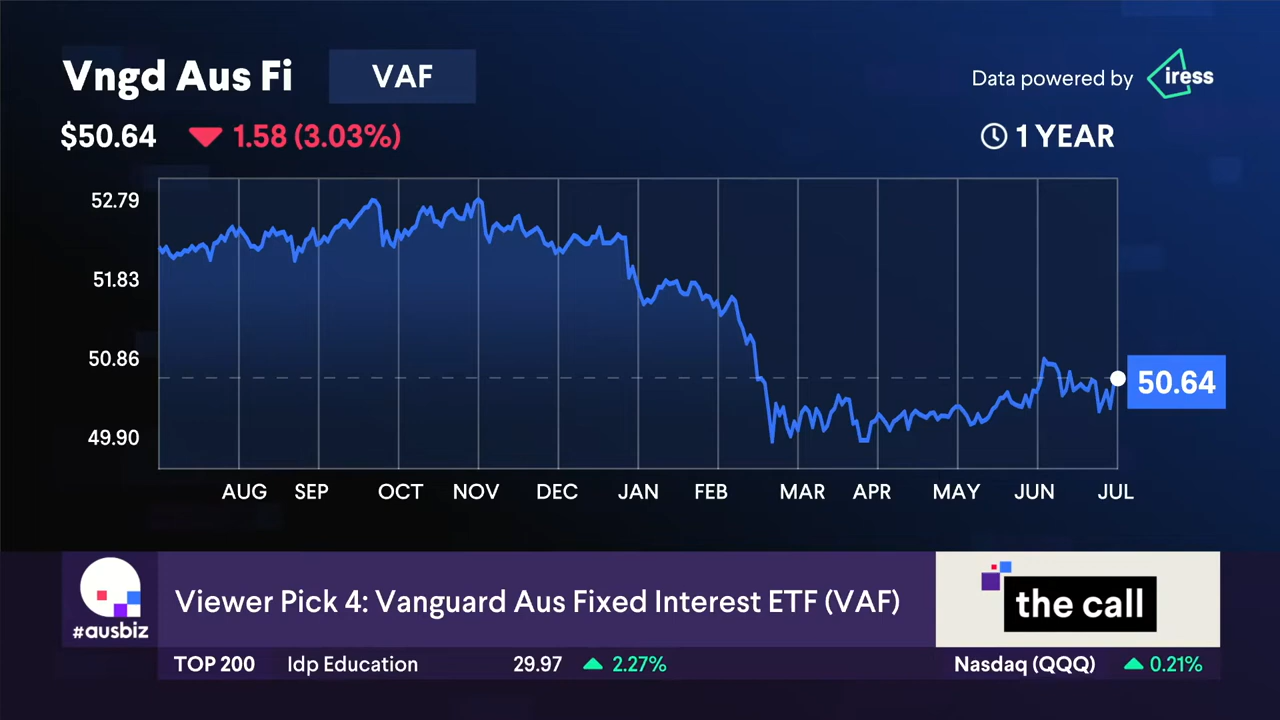 Vngd Aus Fi VAF
Data powered by iress
$50.64 ▼ 1.58 (3.03%)
1 YEAR
52.79
51.83
50.86
49.90
50.64
AUG SEP OCT NOV DEC JAN FEB MAR APR MAY JUN JUL
#ausbiz
Viewer Pick 4: Vanguard Aus Fixed Interest ETF (VAF)
the call
TOP 200 Idp Education 29.97 ▲ 2.27%
Nasdaq (QQQ) ▲ 0.21%